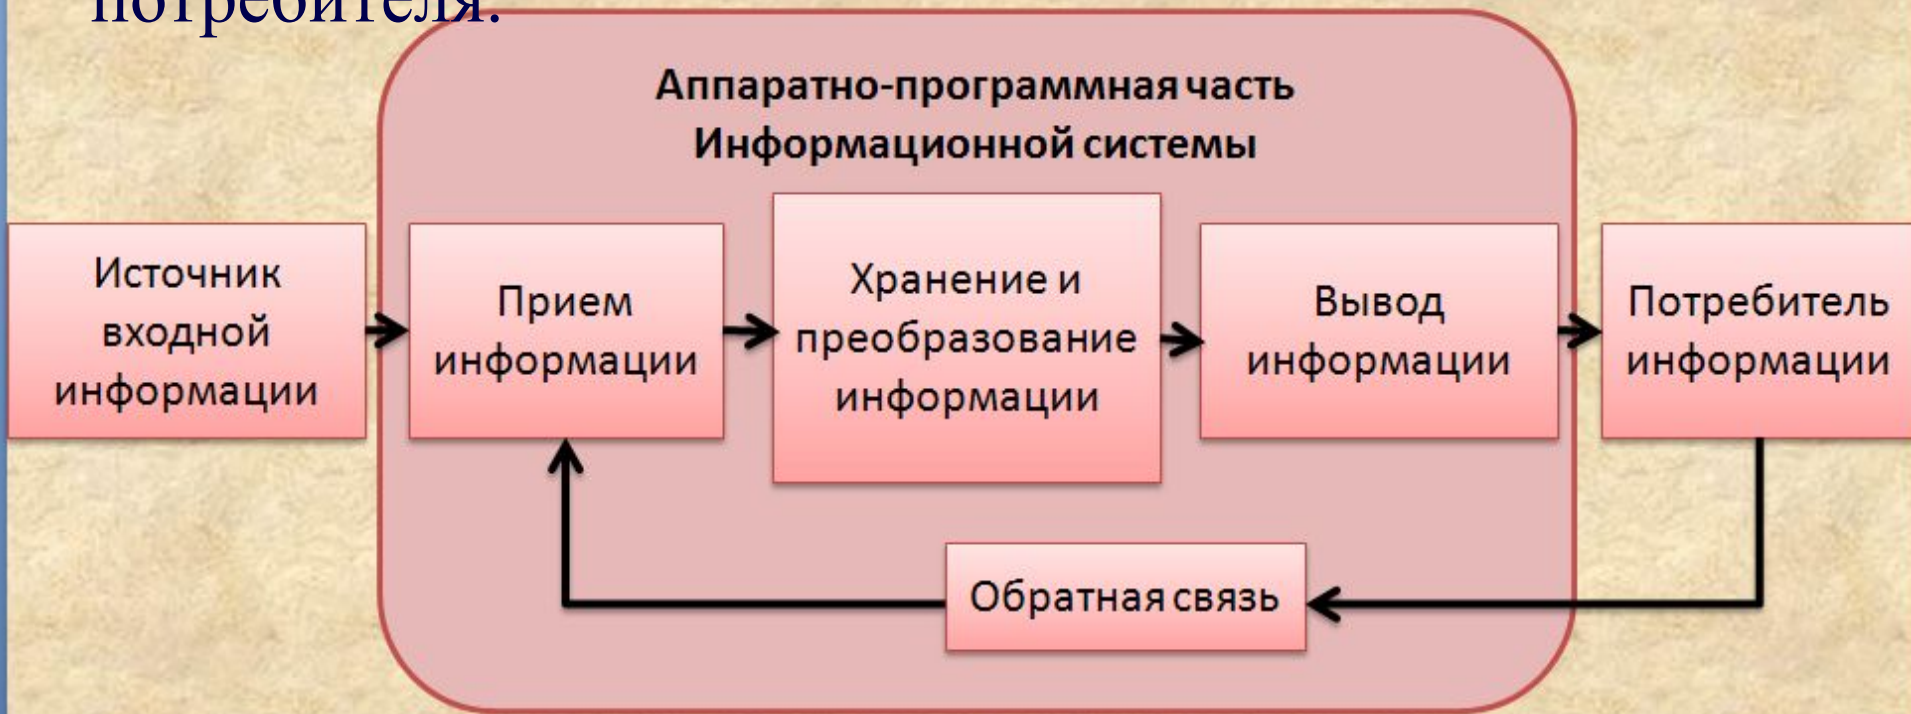 потребителя.
Аппаратно-программная часть
Информационной системы
Источник
входной
информации
Прием
информации
Хранение и
преобразование
информации
Вывод
информации
Потребитель
информации
Обратная связь